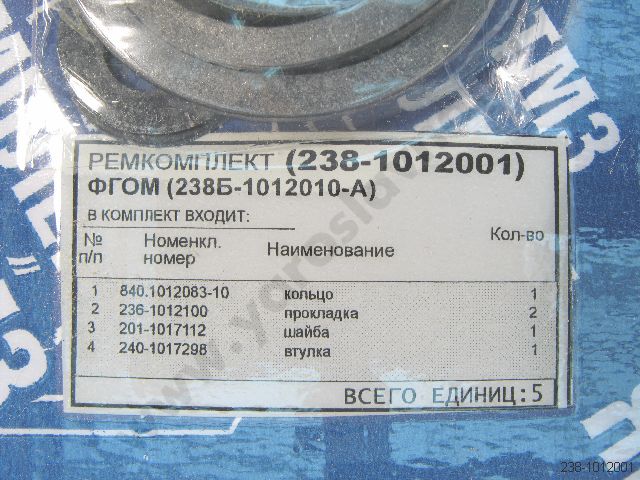 РЕМКОМПЛЕКТ (238-1012001)
ФГОМ (238Б-1012010-А)
В КОМПЛЕКТ ВХОДИТ:
№ п/п Номенкл. номер Наименование Кол-во
1 840.1012083-10 кольцо 1
2 236-1012100 прокладка 2
3 201-1017112 шайба 1
4 240-1017298 втулка 1
ВСЕГО ЕДИНИЦ:5
238-1012001